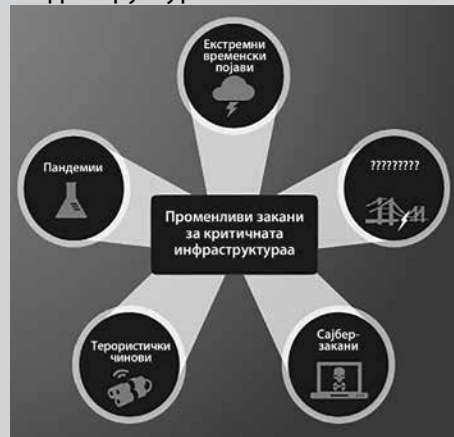 Екстремни
временски
појави
?????????
Сајбер-
закани
Терористички
чинови
Пандемии
Променливи закани
за критичната
инфраструктураа